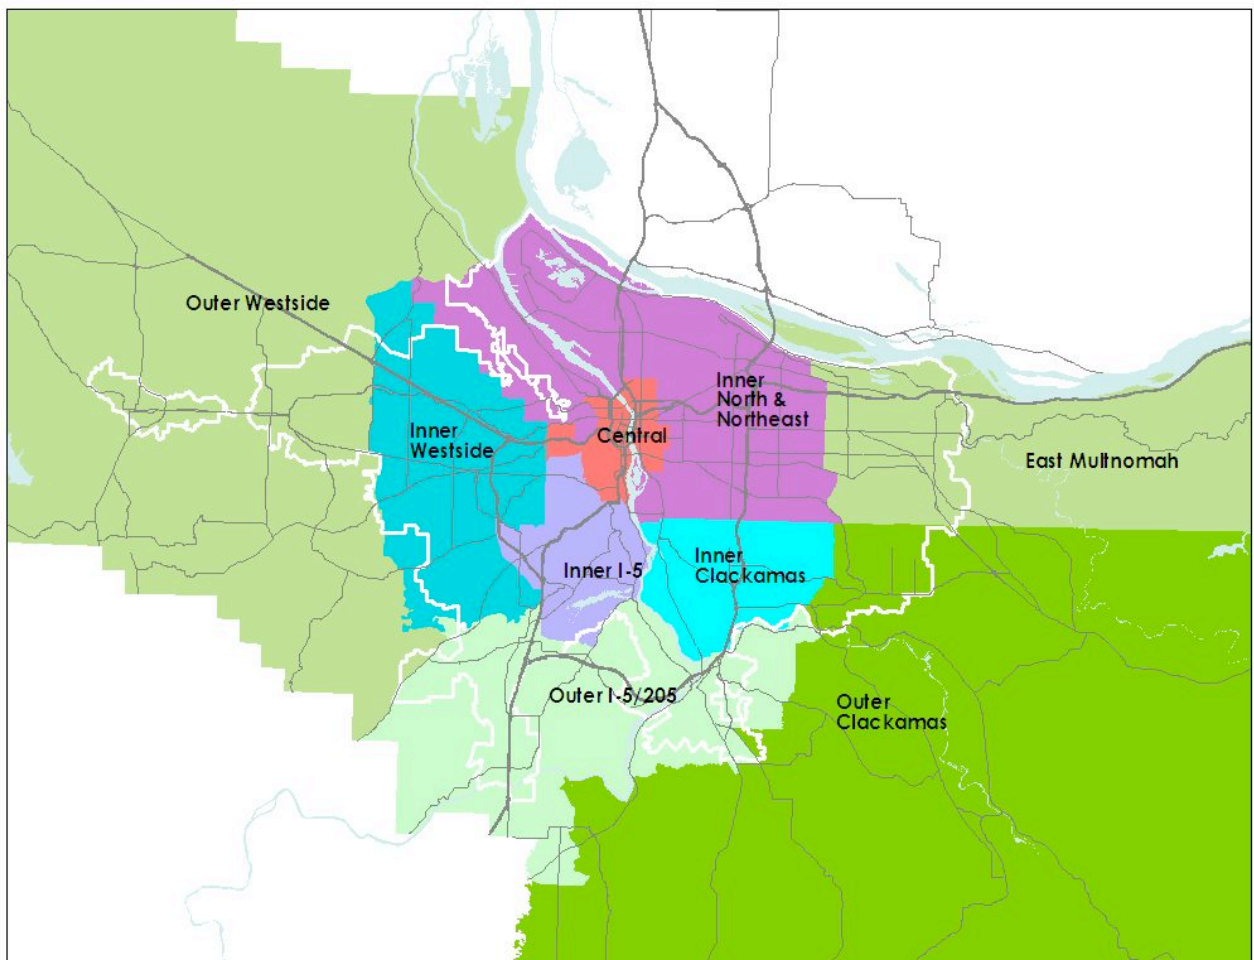 Outer Westside
Inner
North &
Northeast
Inner
Westside
Central
East Multnomah
Inner I-5
Inner
Clackamas
Outer I-5/205
Outer
Clackamas